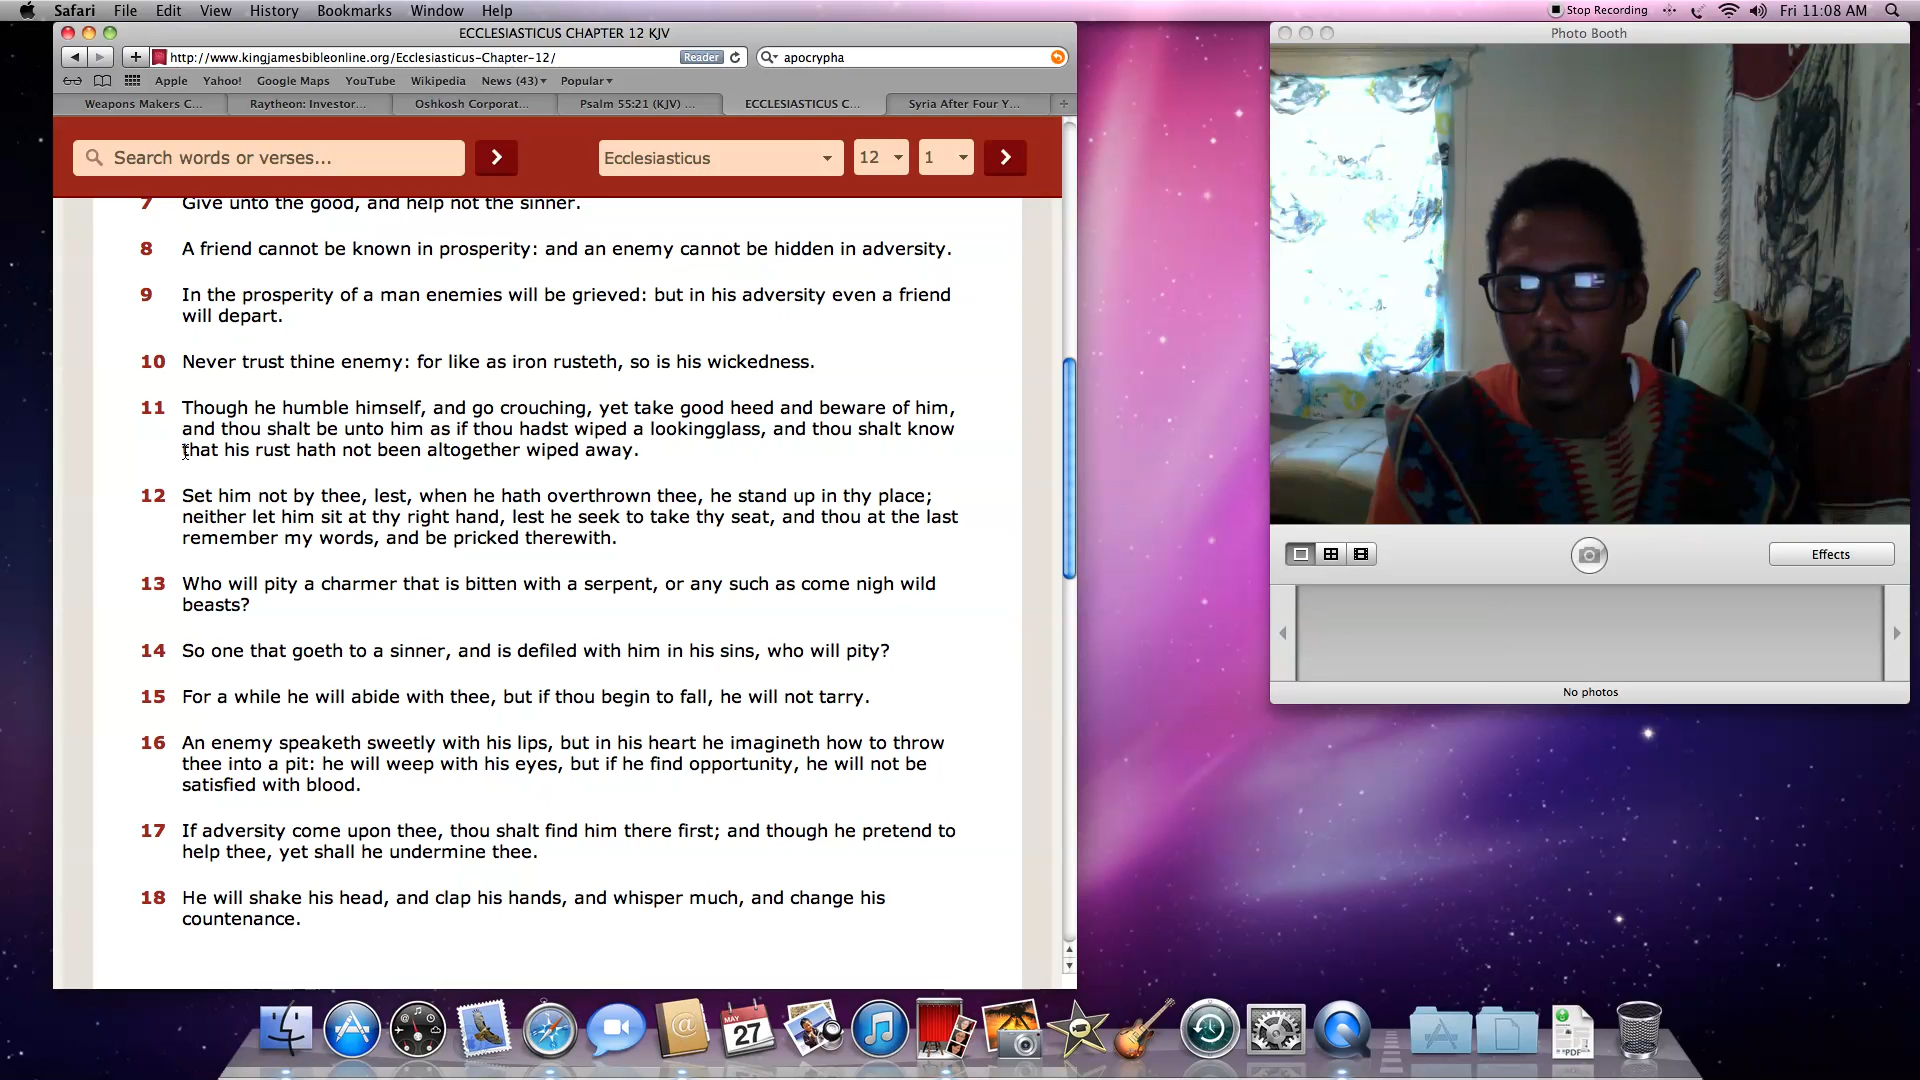 Safari File Edit View History Bookmarks Window Help
Stop Recording Fri 11:08 AM
ECCLESIASTICUS CHAPTER 12 KJV
http://www.kingjamesbibleonline.org/Ecclesiasticus-Chapter-12/ Reader apocrypha
Apple Yahoo! Google Maps YouTube Wikipedia News (43) Popular
Weapons Makers C... Raytheon: Investor... Oshkosh Corporat... Psalm 55:21 (KJV) ... ECCLESIASTICUS C... Syria After Four Y...
Search words or verses... Ecclesiasticus 12 1
7 Give unto the good, and help not the sinner.
8 A friend cannot be known in prosperity: and an enemy cannot be hidden in adversity.
9 In the prosperity of a man enemies will be grieved: but in his adversity even a friend
will depart.
10 Never trust thine enemy: for like as iron rusteth, so is his wickedness.
11 Though he humble himself, and go crouching, yet take good heed and beware of him,
and thou shalt be unto him as if thou hadst wiped a lookingglass, and thou shalt know
that his rust hath not been altogether wiped away.
12 Set him not by thee, lest, when he hath overthrown thee, he stand up in thy place;
neither let him sit at thy right hand, lest he seek to take thy seat, and thou at the last
remember my words, and be pricked therewith.
13 Who will pity a charmer that is bitten with a serpent, or any such as come nigh wild
beasts?
14 So one that goeth to a sinner, and is defiled with him in his sins, who will pity?
15 For a while he will abide with thee, but if thou begin to fall, he will not tarry.
16 An enemy speaketh sweetly with his lips, but in his heart he imagineth how to throw
thee into a pit: he will weep with his eyes, but if he find opportunity, he will not be
satisfied with blood.
17 If adversity come upon thee, thou shalt find him there first; and though he pretend to
help thee, yet shall he undermine thee.
18 He will shake his head, and clap his hands, and whisper much, and change his
countenance.
Photo Booth
Effects
No photos
MAY
27
PDF